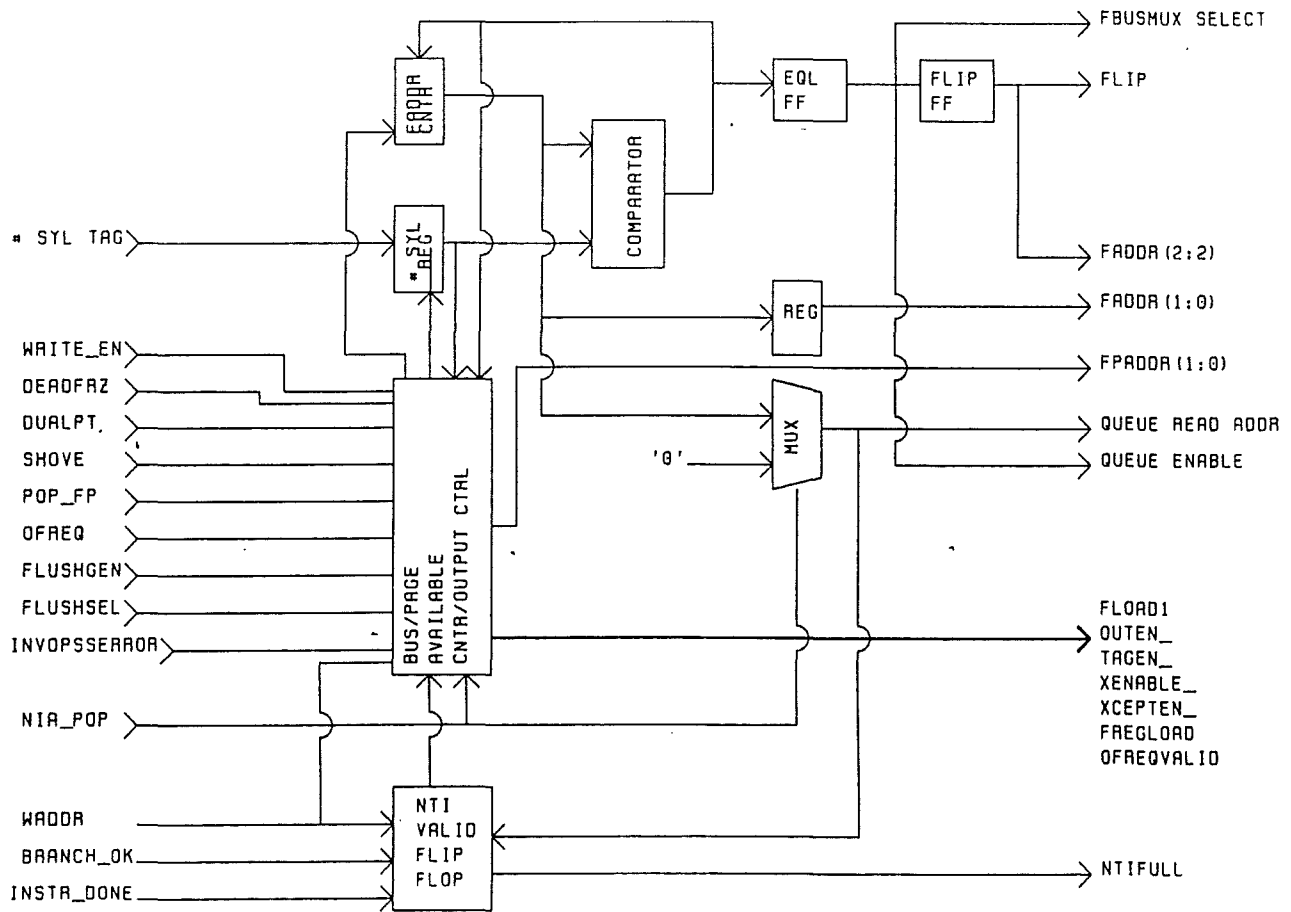 FBUSMUX SELECT
FADDR
CNTR
EQL
FF
FLIP
FF
FLIP
COMPARATOR
# SYL TAG
# SYL
REG
FADDR(2:2)
REG
FADDR(1:0)
WRITE_EN
FPADDR(1:0)
DEADFRZ
DUALPT
MUX
QUEUE READ ADDR
SMOVE
'0'
QUEUE ENABLE
POP_FP
OFREQ
FLUSHGEN
FLUSHSEL
INVOPSSERROR
BUS/PAGE
AVAILABLE
CNTR/OUTPUT CTRL
FLOAD1
OUTEN_
TAGEN_
XENABLE_
XCEPTEN_
FREGLOAD
OFREQVALID
NIA_POP
WADDR
BRANCH_OK
INSTR_DONE
NTI
VALID
FLIP
FLOP
NTIFULL